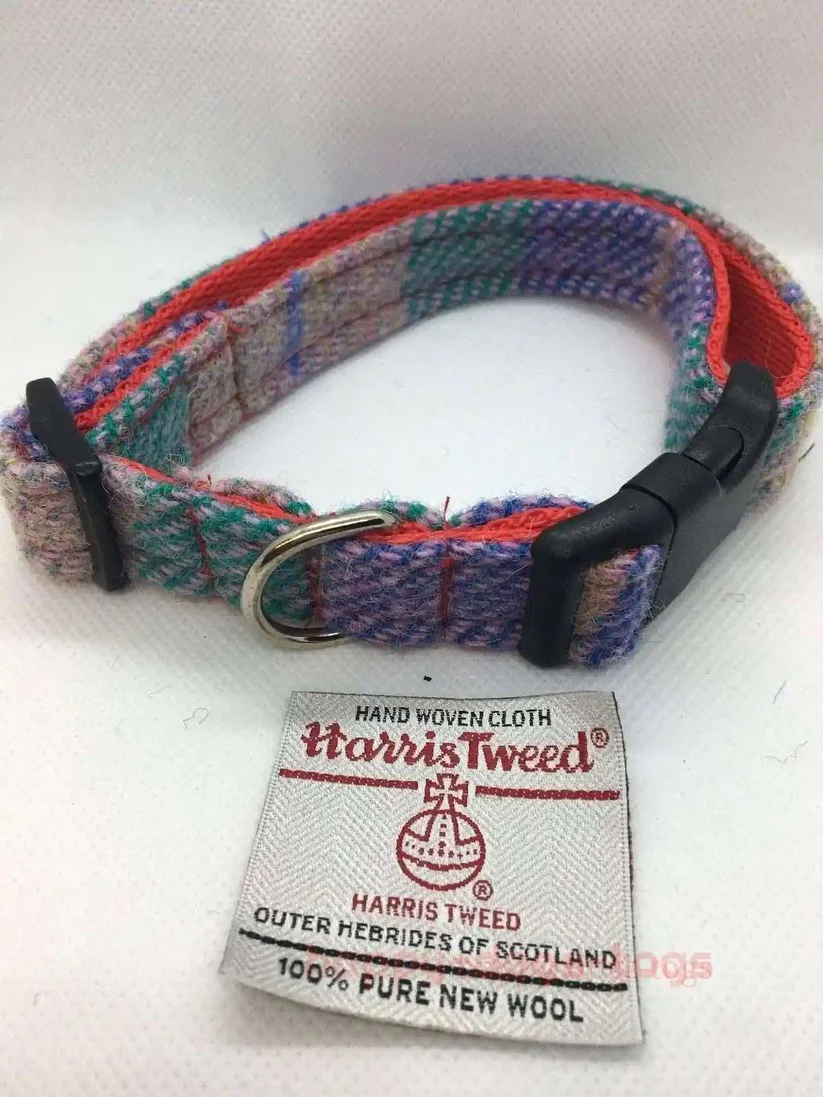 HAND WOVEN CLOTH
Harris Tweed®
®
HARRIS TWEED
OUTER HEBRIDES OF SCOTLAND
100% PURE NEW WOOL